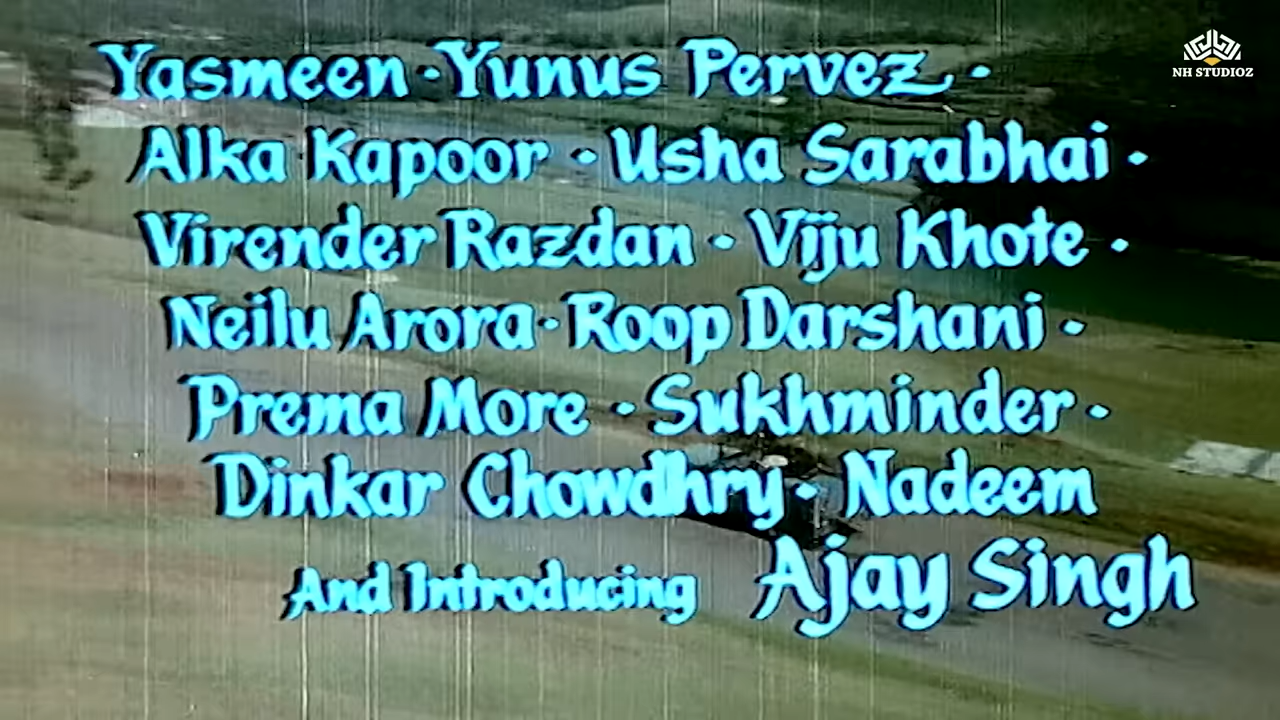 NH STUDIOZ
Yasmeen · Yunus Pervez ·
Alka Kapoor · Usha Sarabhai ·
Virender Razdan · Viju Khote ·
Neilu Arora · Roop Darshani ·
Prema More · Sukhminder ·
Dinkar Chowdhry · Nadeem
And Introducing Ajay Singh